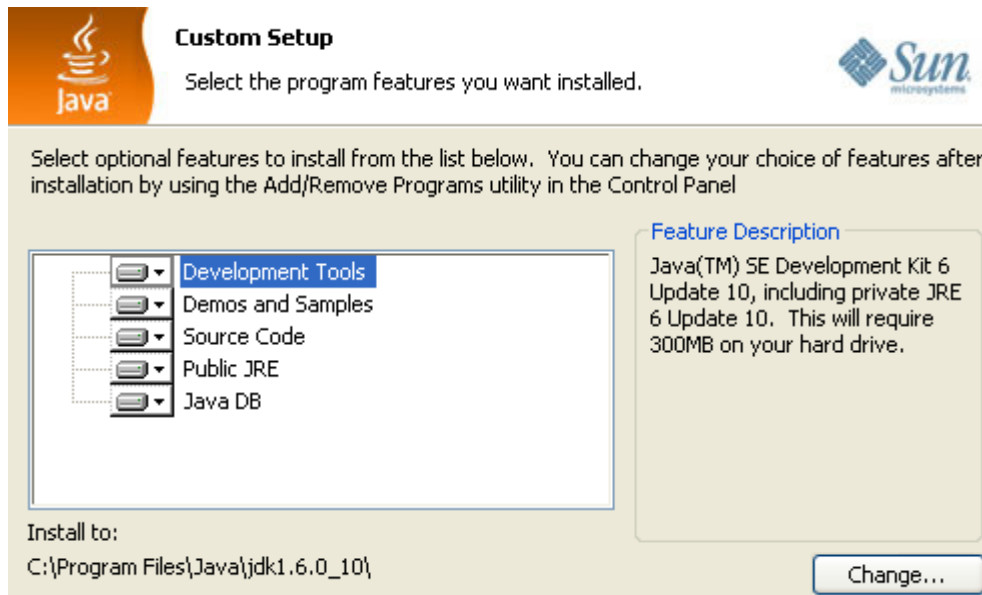 Java
Custom Setup
Select the program features you want installed.
Sun
microsystems
Select optional features to install from the list below.  You can change your choice of features after
installation by using the Add/Remove Programs utility in the Control Panel
Development Tools
Demos and Samples
Source Code
Public JRE
Java DB
Feature Description
Java(TM) SE Development Kit 6
Update 10, including private JRE
6 Update 10.  This will require
300MB on your hard drive.
Install to:
C:\Program Files\Java\jdk1.6.0_10\
Change...